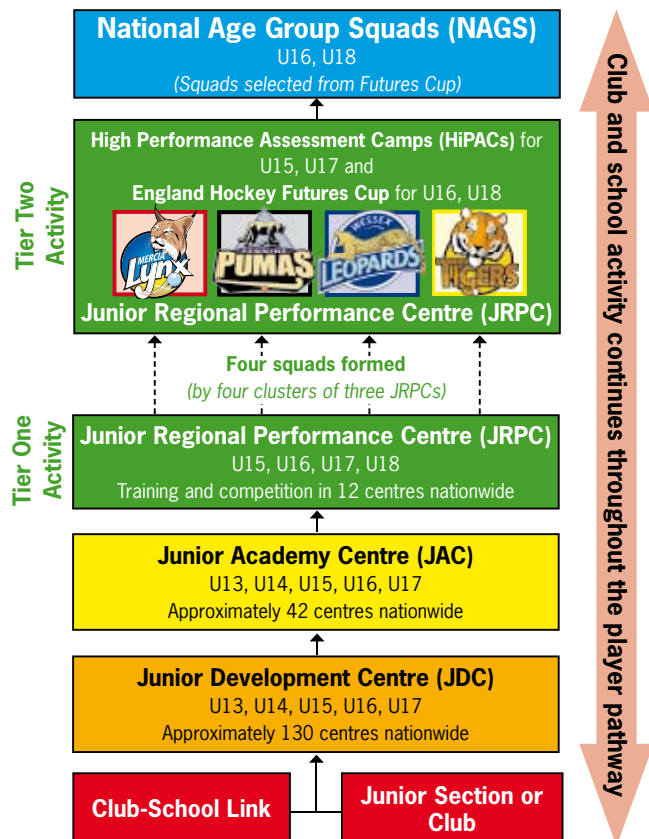 National Age Group Squads (NAGS)
U16, U18
(Squads selected from Futures Cup)
High Performance Assessment Camps (HiPACs) for
U15, U17 and
England Hockey Futures Cup for U16, U18
MERCIA
Lynx
PUMAS
WESSEX
LEOPARDS
TIGERS
Junior Regional Performance Centre (JRPC)
Tier Two
Activity
Four squads formed
(by four clusters of three JRPCs)
Junior Regional Performance Centre (JRPC)
U15, U16, U17, U18
Training and competition in 12 centres nationwide
Tier One
Activity
Junior Academy Centre (JAC)
U13, U14, U15, U16, U17
Approximately 42 centres nationwide
Junior Development Centre (JDC)
U13, U14, U15, U16, U17
Approximately 130 centres nationwide
Club-School Link
Junior Section or
Club
Club and school activity continues throughout the player pathway